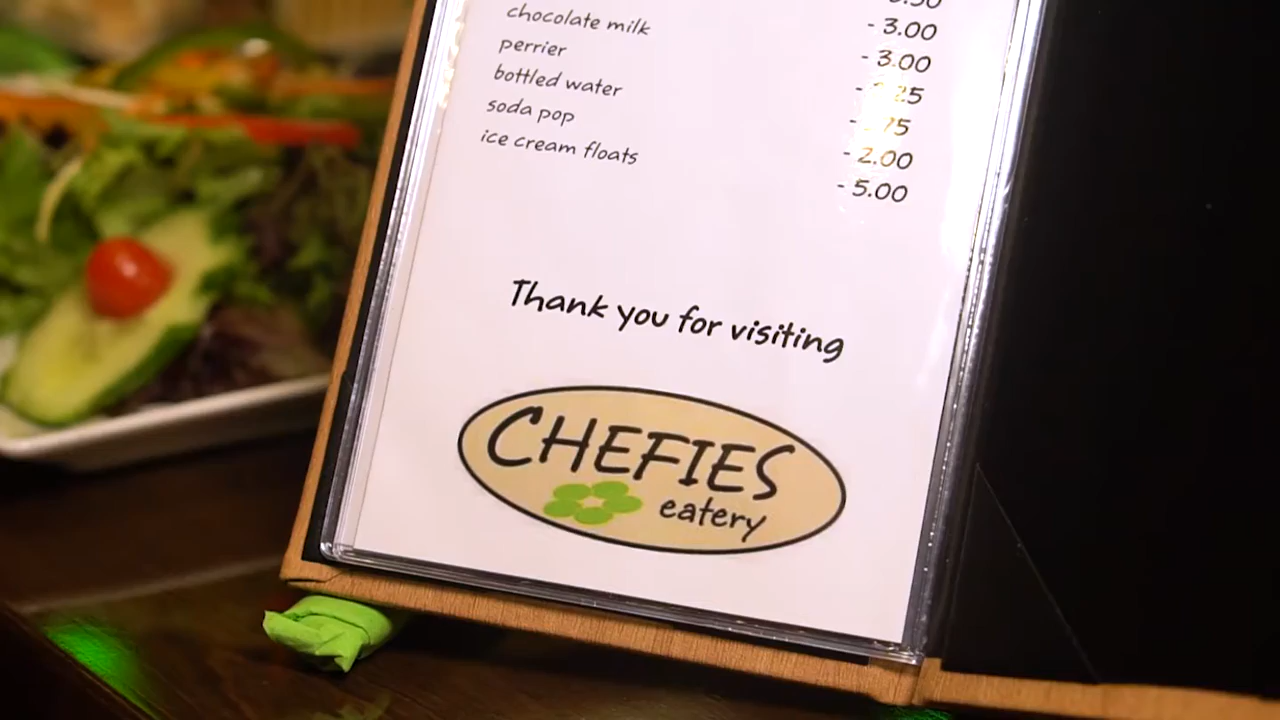 - 3.00
chocolate milk - 3.00
perrier
bottled water
soda pop - 2.00
ice cream floats - 5.00
Thank you for visiting
CHEFIES
eatery